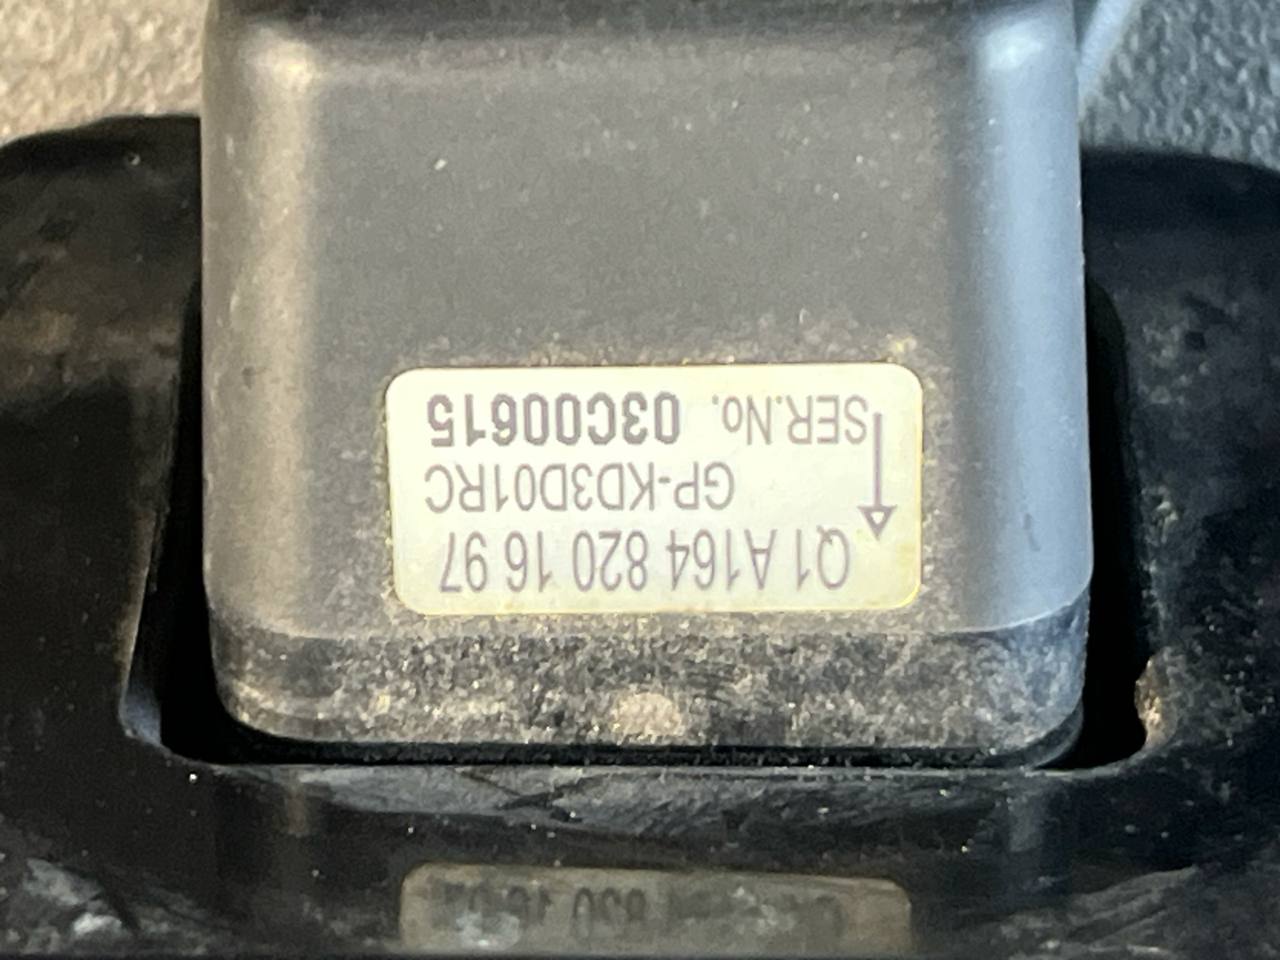 Q1 A164 820 16 97
GP-KD3D01RC
SER.No. 03C00615